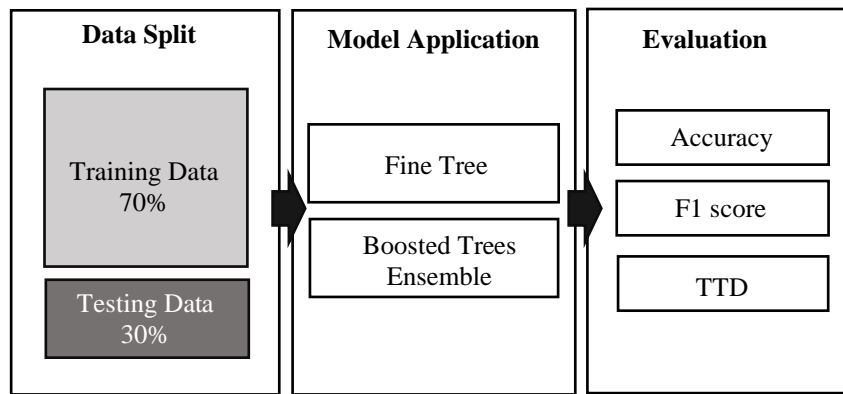 Data Split
Training Data
70%
Testing Data
30%
Model Application
Fine Tree
Boosted Trees
Ensemble
Evaluation
Accuracy
F1 score
TTD